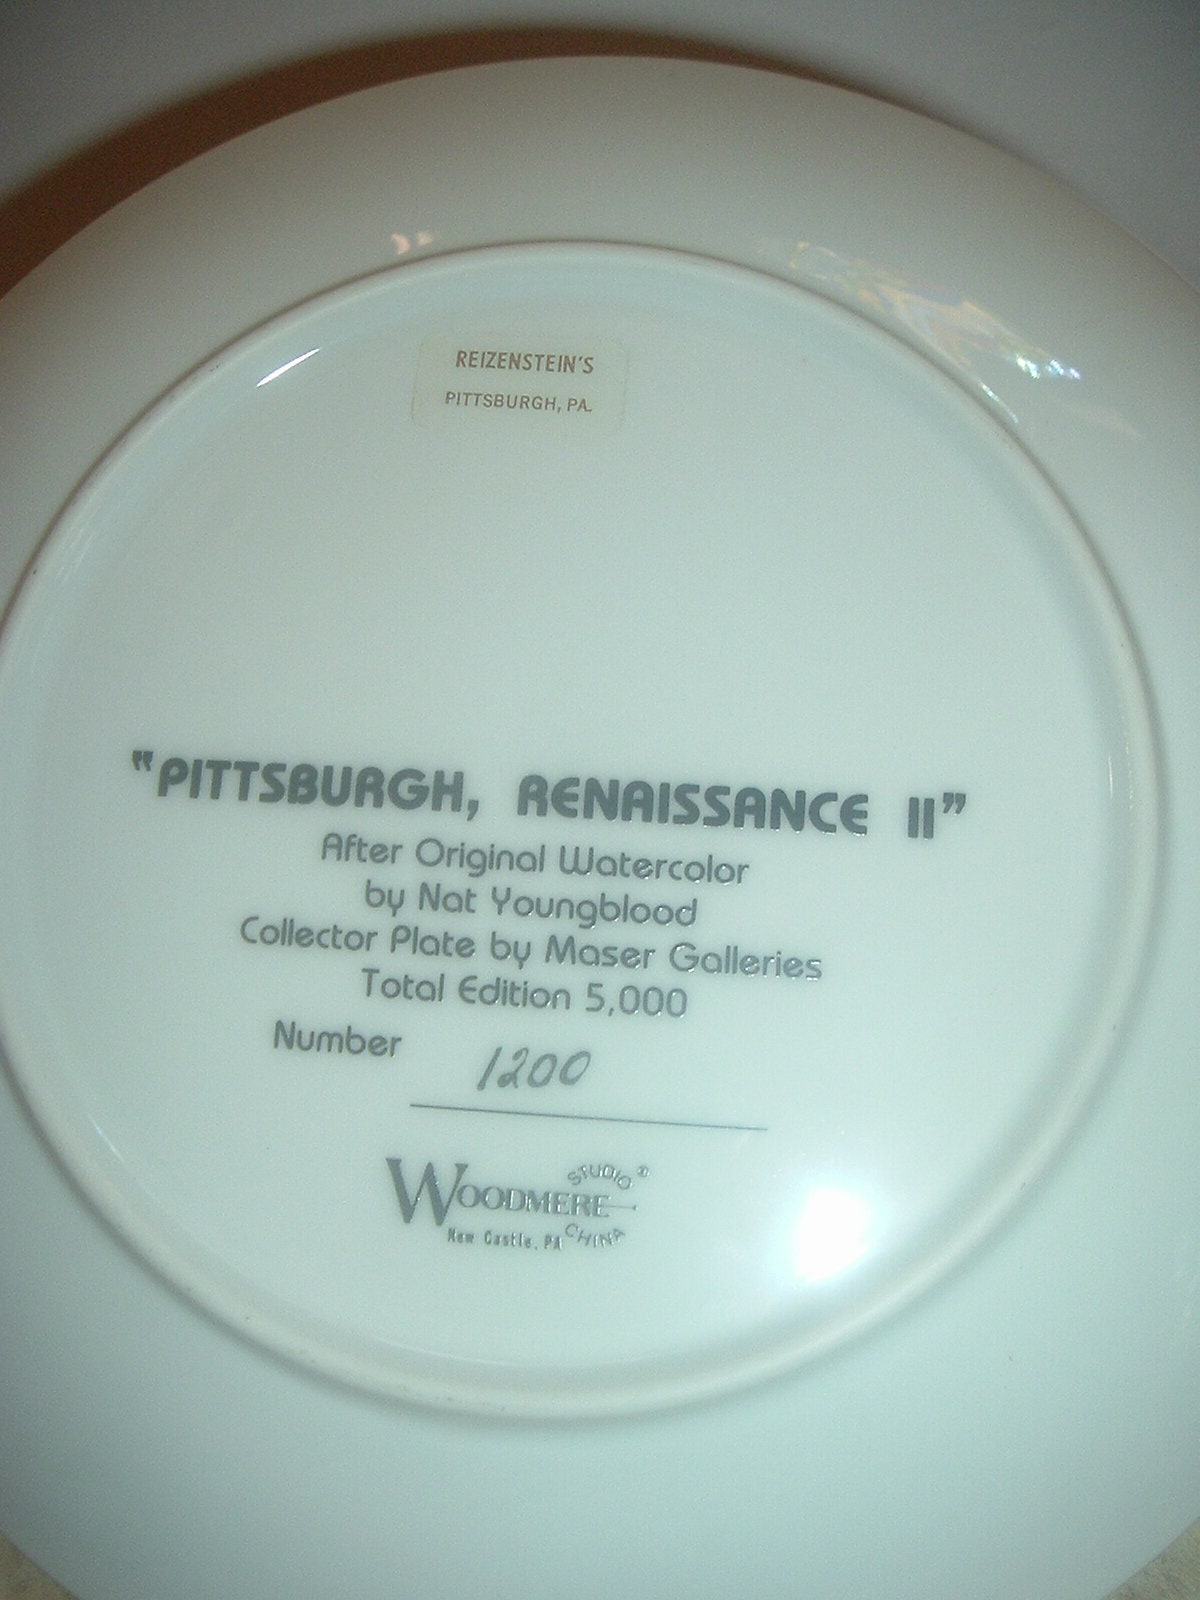 REIZENSTEIN'S
PITTSBURGH, PA.
"PITTSBURGH, RENAISSANCE II"
After Original Watercolor
by Nat Youngblood
Collector Plate by Maser Galleries
Total Edition 5,000
Number 1200
WOODMERE STUDIO ® CHINA
New Castle, PA